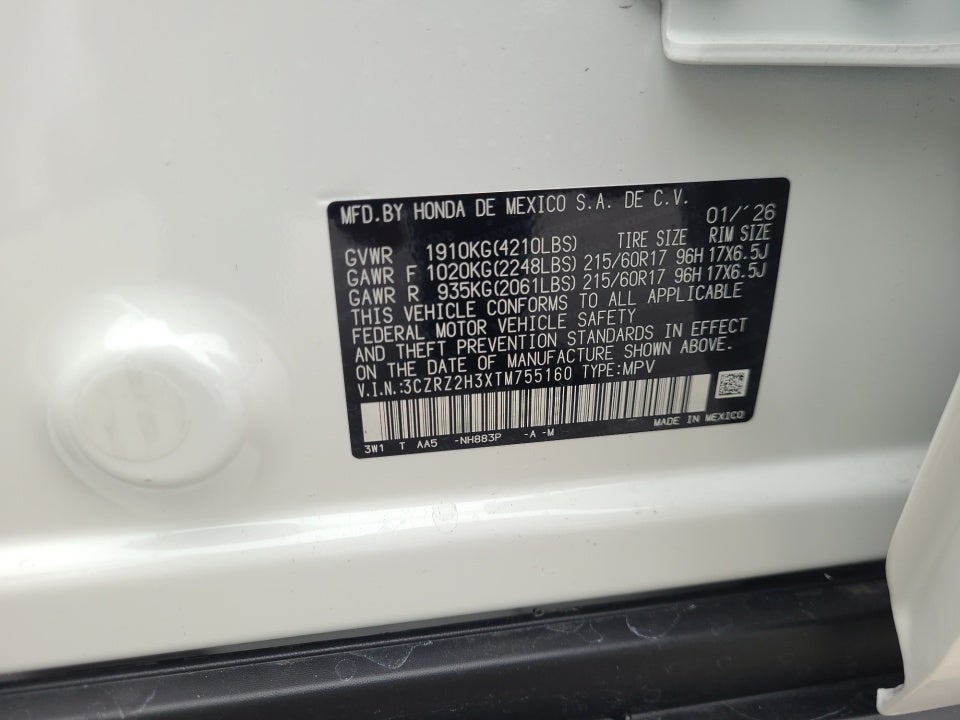 MFD.BY HONDA DE MEXICO S.A. DE C.V.
01/´26
GVWR 1910KG(4210LBS) TIRE SIZE RIM SIZE
GAWR F 1020KG(2248LBS) 215/60R17 96H 17X6.5J
GAWR R 935KG(2061LBS) 215/60R17 96H 17X6.5J
THIS VEHICLE CONFORMS TO ALL APPLICABLE
FEDERAL MOTOR VEHICLE SAFETY
AND THEFT PREVENTION STANDARDS IN EFFECT
ON THE DATE OF MANUFACTURE SHOWN ABOVE.
V.I.N.:3CZRZ2H3XTM755160 TYPE:MPV
3W1 T AA5 -NH883P -A -M MADE IN MEXICO